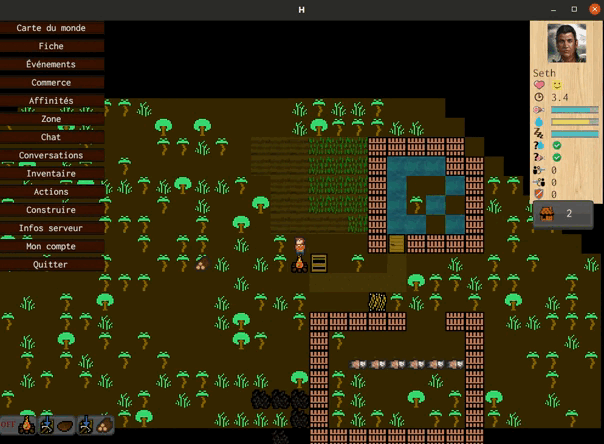 H
Carte du monde
Fiche
Événements
Commerce
Affinités
Zone
Chat
Conversations
Inventaire
Actions
Construire
Infos serveur
Mon compte
Quitter
Seth
3.4
0
0
0
2
OFF